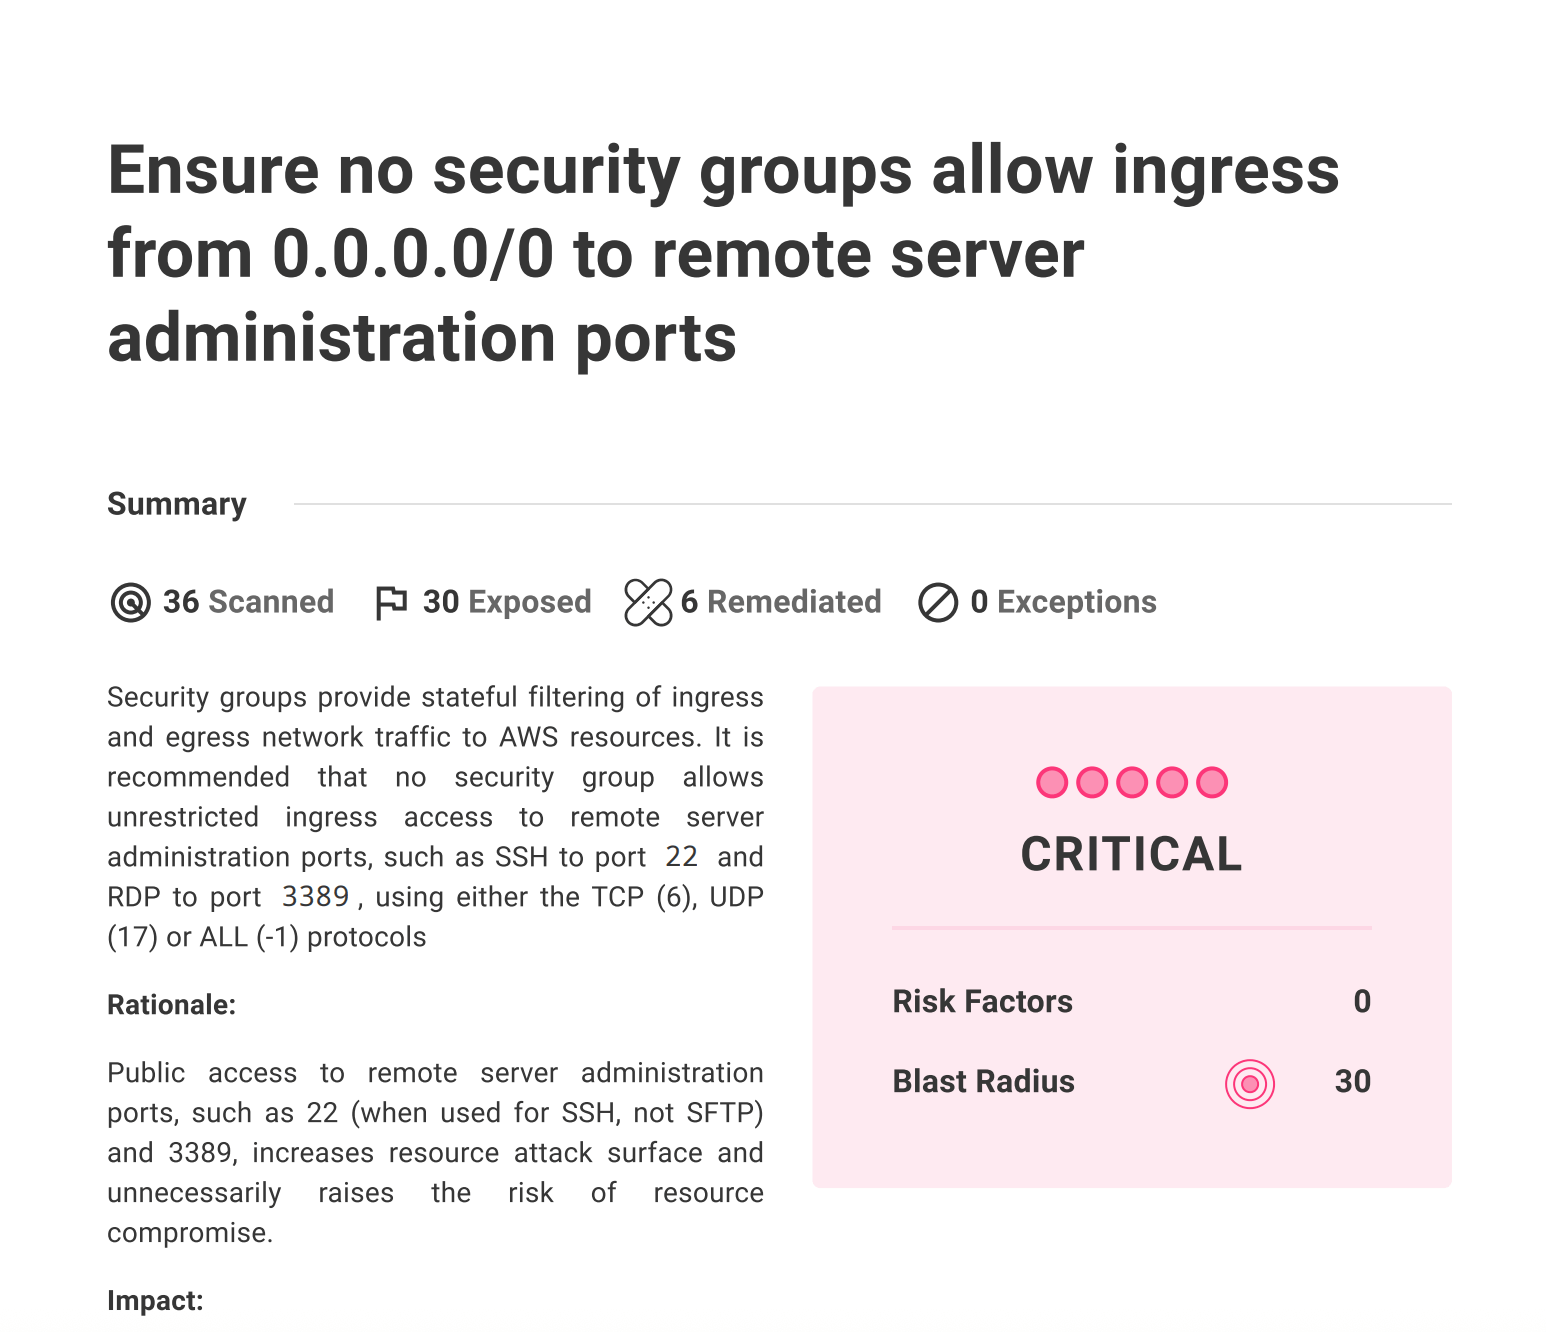 Ensure no security groups allow ingress
from 0.0.0.0/0 to remote server
administration ports
Summary
36 Scanned 30 Exposed 6 Remediated 0 Exceptions
Security groups provide stateful filtering of ingress
and egress network traffic to AWS resources. It is
recommended that no security group allows
unrestricted ingress access to remote server
administration ports, such as SSH to port 22 and
RDP to port 3389 , using either the TCP (6), UDP
(17) or ALL (-1) protocols
Rationale:
Public access to remote server administration
ports, such as 22 (when used for SSH, not SFTP)
and 3389, increases resource attack surface and
unnecessarily raises the risk of resource
compromise.
Impact:
CRITICAL
Risk Factors 0
Blast Radius 30